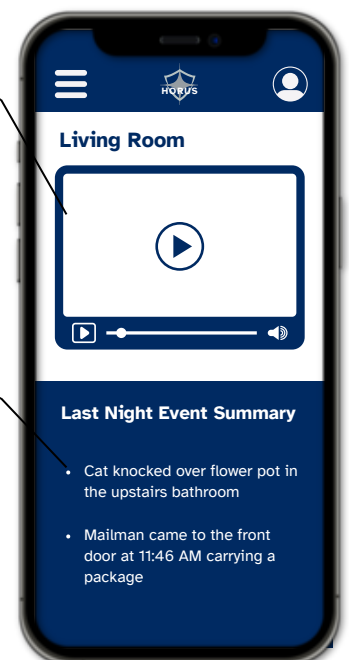 HORUS
Living Room
Last Night Event Summary
• Cat knocked over flower pot in
the upstairs bathroom
• Mailman came to the front
door at 11:46 AM carrying a
package